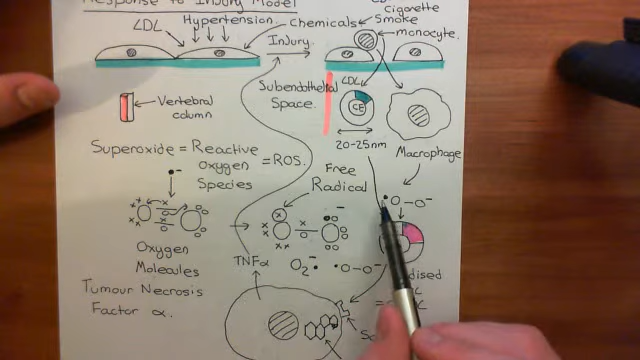 Response to Injury Model
Cigarette
Smoke
Hypertension
Chemicals
LDL
Injury
monocyte.
Subendothelial
Space.
LDL
CE
20-25nm
Macrophage
Vertebral
column
Superoxide = Reactive
Oxygen
Species
= ROS.
Free
Radical
•O-O⁻
Oxygen
Molecules
TNFα
O₂⁻•
•O-O⁻
Tumour Necrosis
Factor α.